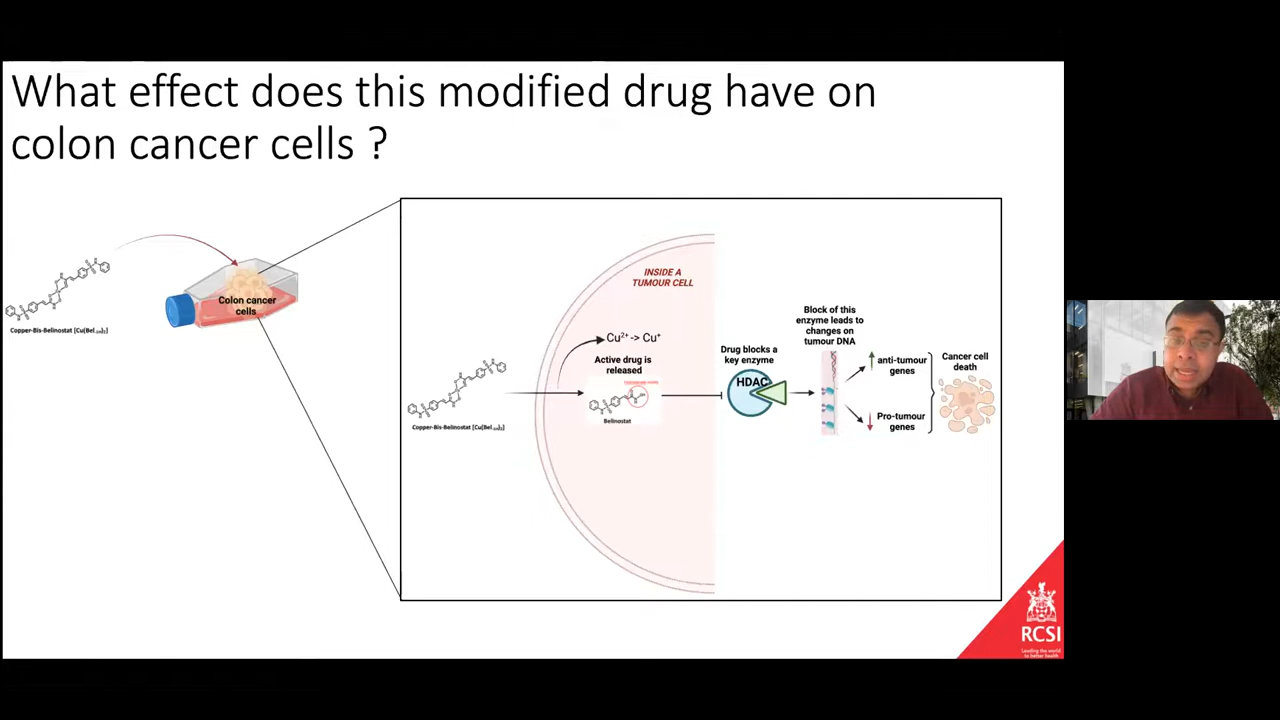 What effect does this modified drug have on
colon cancer cells ?
Colon cancer
cells
Copper-Bis-Belinostat [Cu(Bel-₂H)₂]
INSIDE A
TUMOUR CELL
Cu²⁺ -> Cu⁺
Active drug is
released
Belinostat
Copper-Bis-Belinostat [Cu(Bel-₂H)₂]
Drug blocks a
key enzyme
HDAC
Block of this
enzyme leads to
changes on
tumour DNA
anti-tumour
genes
Pro-tumour
genes
Cancer cell
death
RCSI
Leading the world
to better health